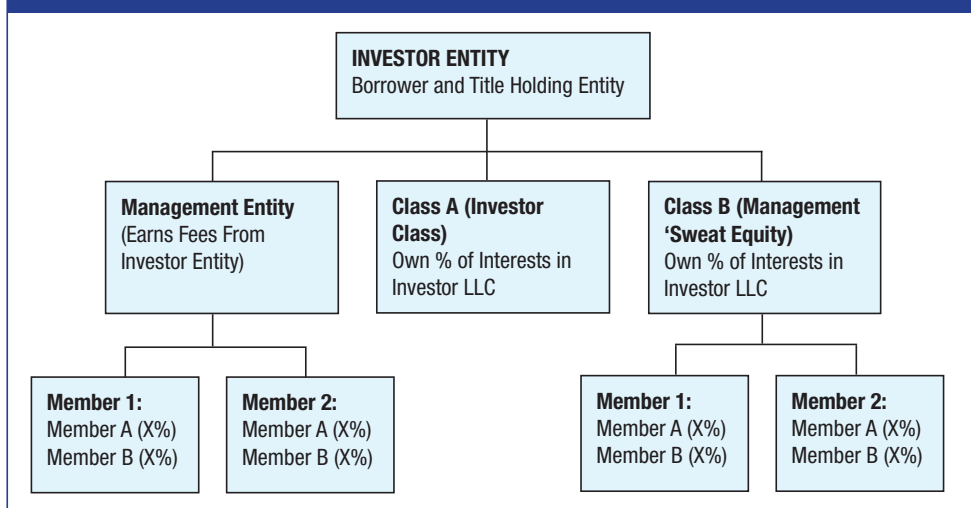 INVESTOR ENTITY
Borrower and Title Holding Entity
Management Entity
(Earns Fees From
Investor Entity)
Class A (Investor
Class)
Own % of Interests in
Investor LLC
Class B (Management
‘Sweat Equity)
Own % of Interests in
Investor LLC
Member 1:
Member A (X%)
Member B (X%)
Member 2:
Member A (X%)
Member B (X%)
Member 1:
Member A (X%)
Member B (X%)
Member 2:
Member A (X%)
Member B (X%)